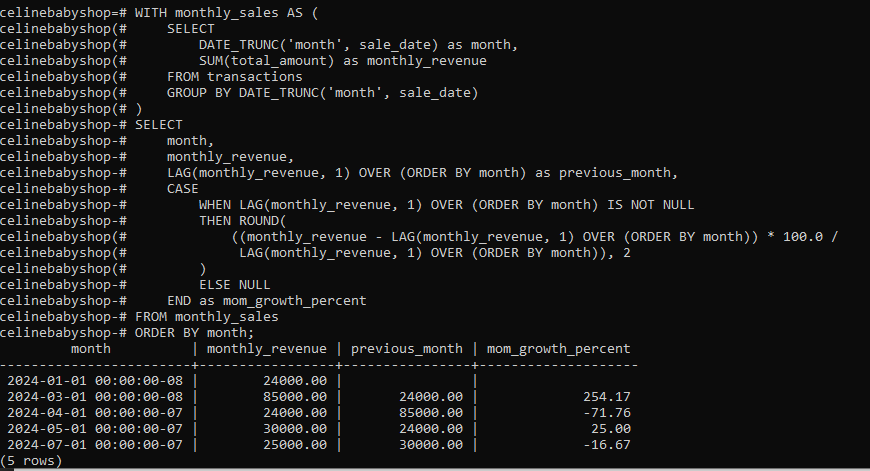 celinebabyshop=# WITH monthly_sales AS (
celinebabyshop(#     SELECT
celinebabyshop(#         DATE_TRUNC('month', sale_date) as month,
celinebabyshop(#         SUM(total_amount) as monthly_revenue
celinebabyshop(#     FROM transactions
celinebabyshop(#     GROUP BY DATE_TRUNC('month', sale_date)
celinebabyshop(# )
celinebabyshop-# SELECT
celinebabyshop-#     month,
celinebabyshop-#     monthly_revenue,
celinebabyshop-#     LAG(monthly_revenue, 1) OVER (ORDER BY month) as previous_month,
celinebabyshop-#     CASE
celinebabyshop-#         WHEN LAG(monthly_revenue, 1) OVER (ORDER BY month) IS NOT NULL
celinebabyshop-#         THEN ROUND(
celinebabyshop(#             ((monthly_revenue - LAG(monthly_revenue, 1) OVER (ORDER BY month)) * 100.0 /
celinebabyshop(#              LAG(monthly_revenue, 1) OVER (ORDER BY month)), 2
celinebabyshop(#         )
celinebabyshop-#         ELSE NULL
celinebabyshop-#     END as mom_growth_percent
celinebabyshop-# FROM monthly_sales
celinebabyshop-# ORDER BY month;
         month          | monthly_revenue | previous_month | mom_growth_percent
------------------------+-----------------+----------------+--------------------
 2024-01-01 00:00:00-08 |        24000.00 |                |
 2024-03-01 00:00:00-08 |        85000.00 |       24000.00 |             254.17
 2024-04-01 00:00:00-07 |        24000.00 |       85000.00 |             -71.76
 2024-05-01 00:00:00-07 |        30000.00 |       24000.00 |              25.00
 2024-07-01 00:00:00-07 |        25000.00 |       30000.00 |             -16.67
(5 rows)